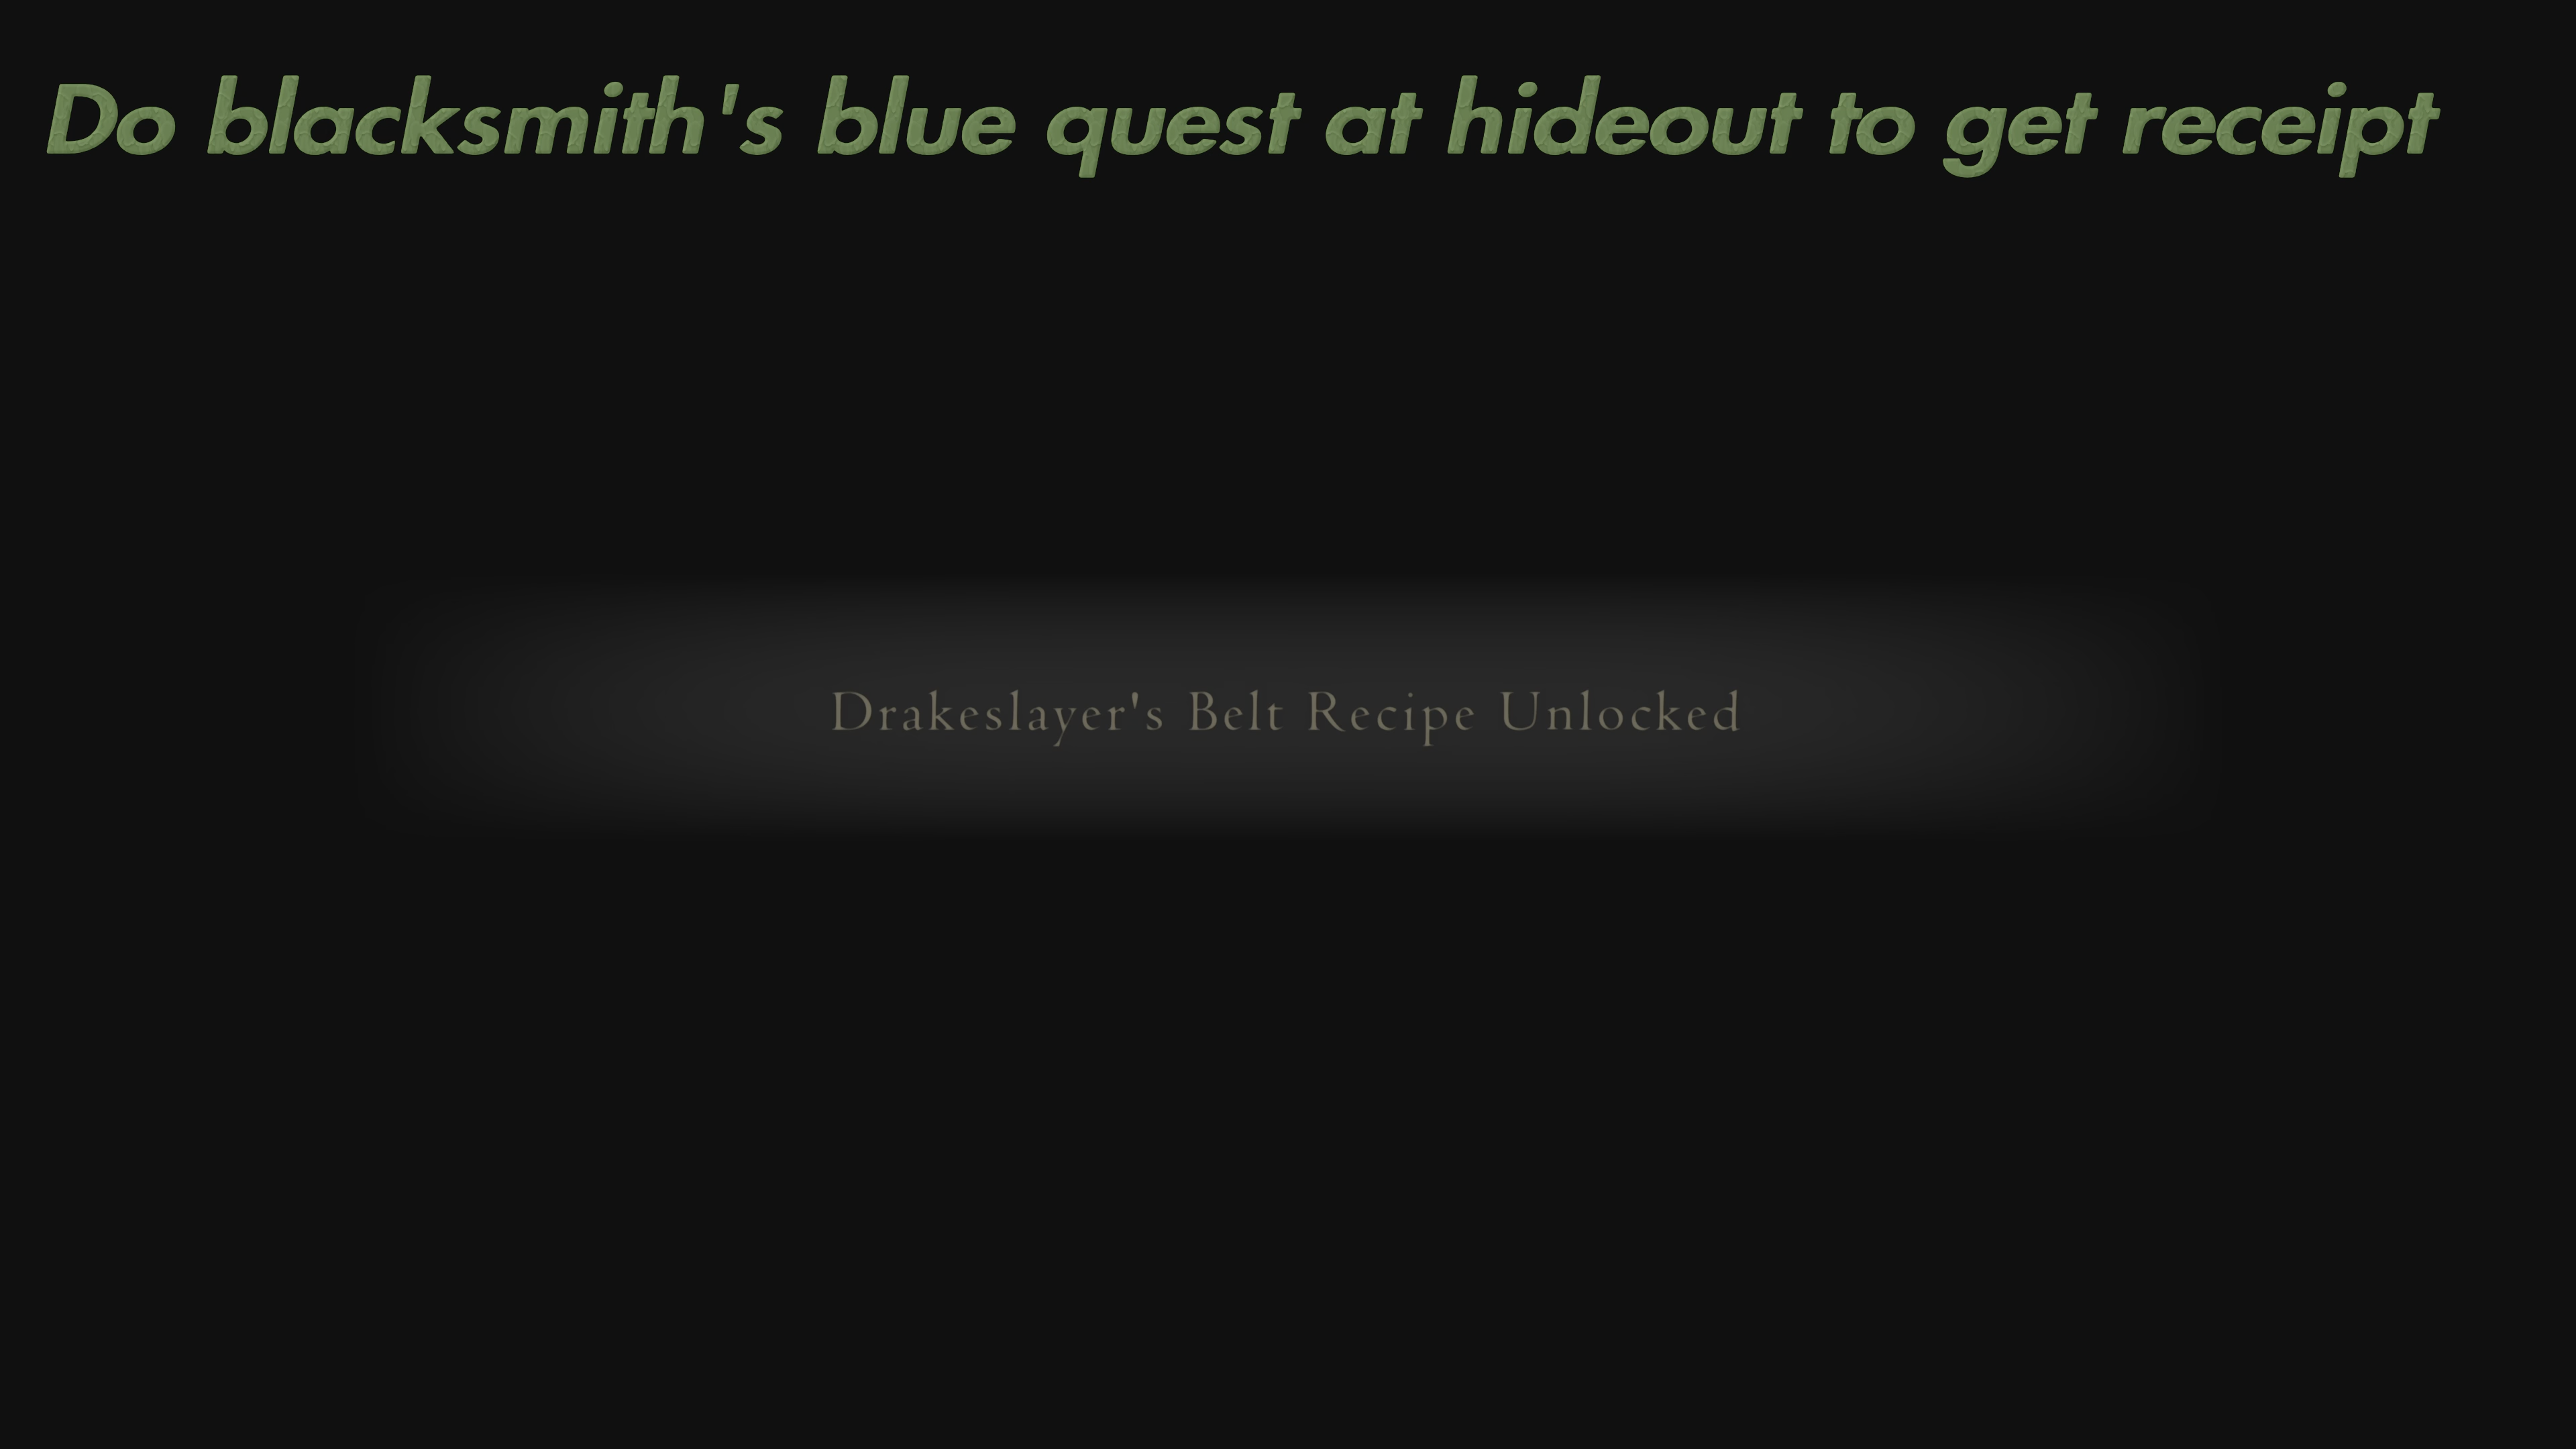 Do blacksmith's blue quest at hideout to get receipt
Drakeslayer's Belt Recipe Unlocked